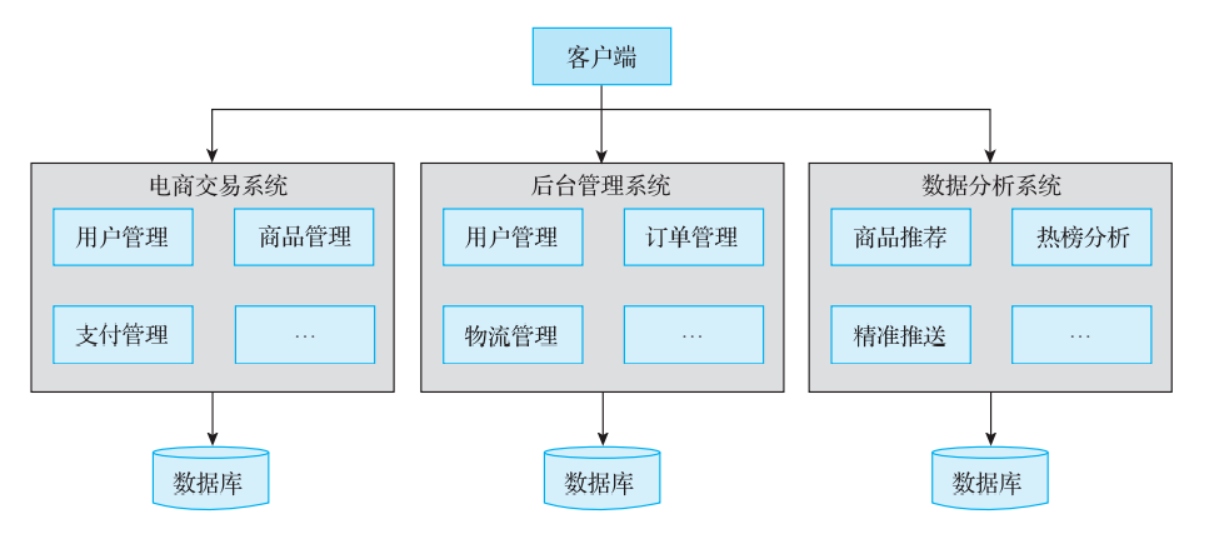 客户端
电商交易系统
用户管理
商品管理
支付管理
…
后台管理系统
用户管理
订单管理
物流管理
…
数据分析系统
商品推荐
热榜分析
精准推送
…
数据库
数据库
数据库